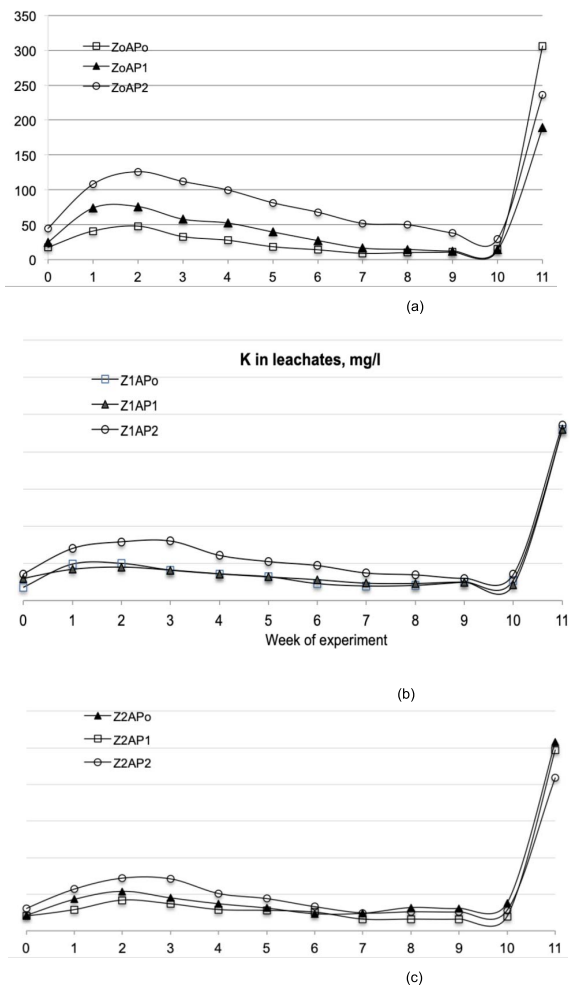 350
300
250
200
150
100
50
0
ZoAPo
ZoAP1
ZoAP2
0 1 2 3 4 5 6 7 8 9 10 11
(a)
K in leachates, mg/l
Z1APo
Z1AP1
Z1AP2
0 1 2 3 4 5 6 7 8 9 10 11
Week of experiment
(b)
Z2APo
Z2AP1
Z2AP2
0 1 2 3 4 5 6 7 8 9 10 11
(c)